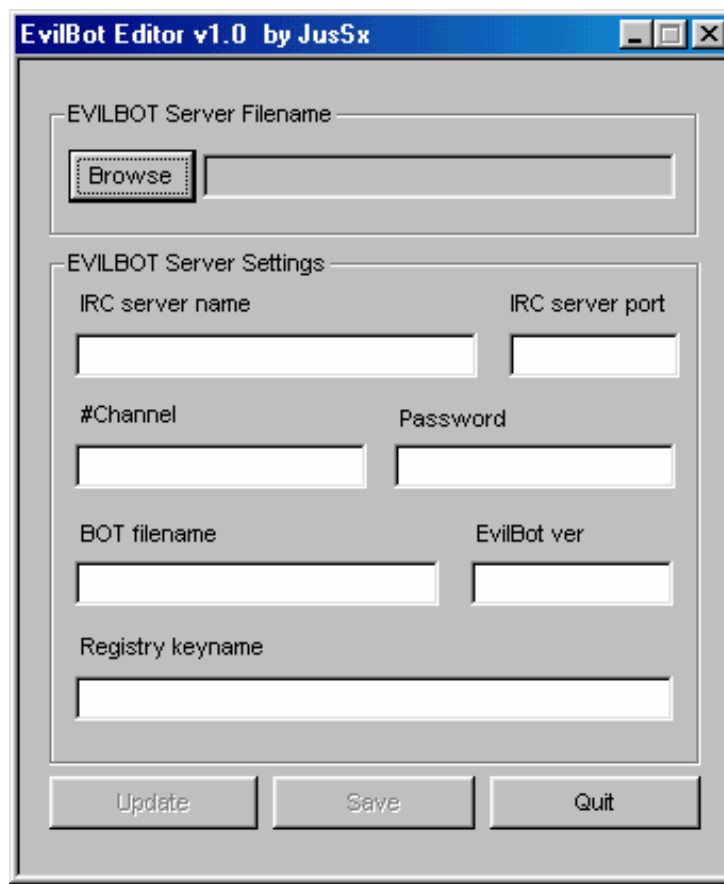 EvilBot Editor v1.0 by JusSx
EVILBOT Server Filename
Browse
EVILBOT Server Settings
IRC server name IRC server port
#Channel Password
BOT filename EvilBot ver
Registry keyname
Update Save Quit